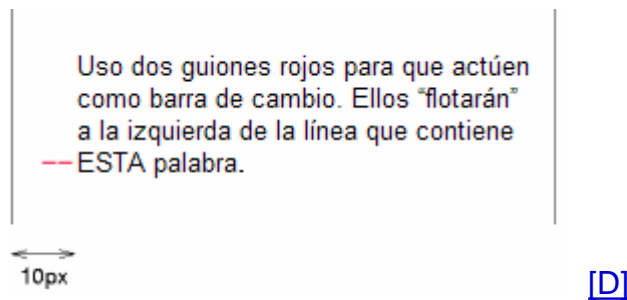 Uso dos guiones rojos para que actúen
como barra de cambio. Ellos “flotarán”
a la izquierda de la línea que contiene
--ESTA palabra.
10px
[D]